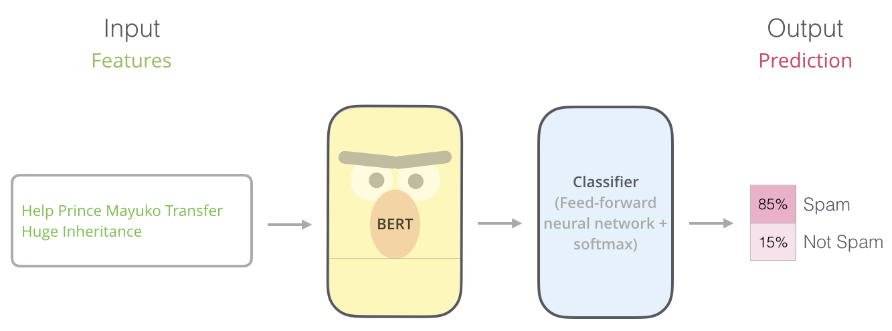 Input
Features
Output
Prediction
Help Prince Mayuko Transfer
Huge Inheritance
BERT
Classifier
(Feed-forward
neural network +
softmax)
85% Spam
15% Not Spam